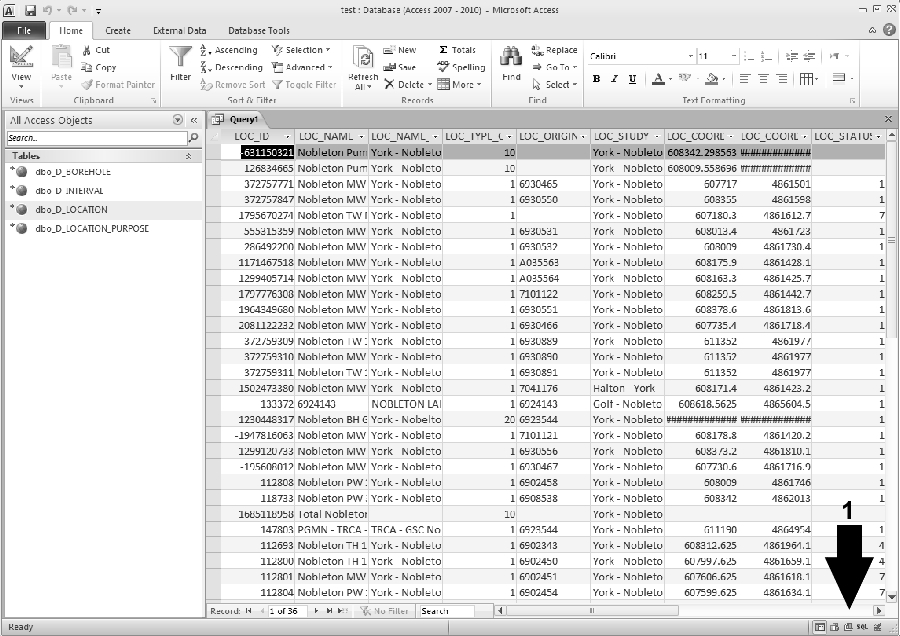 test : Database (Access 2007 - 2010) - Microsoft Access
File Home Create External Data Database Tools
View Paste Cut Copy Format Painter Filter Ascending Descending Remove Sort Selection Advanced Toggle Filter Refresh All New Save Delete Totals Spelling More Find Replace Go To Select Calibri 11 B I U A
Views Clipboard Sort & Filter Records Find Text Formatting
All Access Objects
Search...
Tables
dbo_D_BOREHOLE
dbo_D_INTERVAL
dbo_D_LOCATION
dbo_D_LOCATION_PURPOSE
Query1
LOC_ID LOC_NAME LOC_NAME_ LOC_TYPE_C LOC_ORIGIN LOC_STUDY LOC_COORE LOC_COORE LOC_STATUS
-631150321 Nobleton Pum York - Nobleto 10 York - Nobleto 608342.298563 #############
126834665 Nobleton Pum York - Nobleto 10 York - Nobleto 608009.558696 #############
372757771 Nobleton MW York - Nobleto 1 6930465 York - Nobleto 607717 4861501 1
372757847 Nobleton MW York - Nobleto 1 6930550 York - Nobleto 608355 4861598 1
1795670274 Nobleton TW York - Nobleto 1 York - Nobleto 607180.3 4861612.7 7
555315359 Nobleton MW York - Nobleto 1 6930531 York - Nobleto 608013.4 4861723 1
286492200 Nobleton MW York - Nobleto 1 6930532 York - Nobleto 608009 4861730.4 1
1171467518 Nobleton MW York - Nobleto 1 A035563 York - Nobleto 608175.9 4861428.1 1
1299405714 Nobleton MW York - Nobleto 1 A035564 York - Nobleto 608163.3 4861425.7 1
1797776308 Nobleton MW York - Nobleto 1 7101122 York - Nobleto 608259.5 4861442.7 1
1964349680 Nobleton MW York - Nobleto 1 6930551 York - Nobleto 608378.6 4861813.6 1
2081122232 Nobleton MW York - Nobleto 1 6930466 York - Nobleto 607735.4 4861718.4 1
372759309 Nobleton TW York - Nobleto 1 6930889 York - Nobleto 611352 4861977 1
372759310 Nobleton MW York - Nobleto 1 6930890 York - Nobleto 611352 4861977 1
372759311 Nobleton TW York - Nobleto 1 6930891 York - Nobleto 611352 4861977 1
1502473380 Nobleton MW York - Nobleto 1 7041176 Halton - York 608171.4 4861423.2 1
133372 6924143 NOBLETON LAI 1 6924143 Golf - Nobleto 608618.5625 4865604.5 1
1230448317 Nobleton BH 6 York - Nobelto 20 6923544 York - Nobleto ############# ############# 1
-1947816063 Nobleton MW York - Nobleto 1 7101121 York - Nobleto 608178.8 4861420.2 1
1299120733 Nobleton MW York - Nobleto 1 6930556 York - Nobleto 608373.2 4861810.1 1
-195608012 Nobleton MW York - Nobleto 1 6930467 York - Nobleto 607730.6 4861716.9 1
112808 Nobleton PW York - Nobleto 1 6902458 York - Nobleto 608009 4861746 1
118733 Nobleton PW York - Nobleto 1 6908538 York - Nobleto 608342 4862013 1
1685118958 Total Nobleton 10 York - Nobleto
147803 PGMN - TRCA - TRCA - GSC No 1 6923544 York - Nobleto 611190 4864954 1
112693 Nobleton TH 1 York - Nobleto 1 6902343 York - Nobleto 608312.625 4861964.1 4
112800 Nobleton TH 1 York - Nobleto 1 6902450 York - Nobleto 607997.625 4861659.1 4
112801 Nobleton MW York - Nobleto 1 6902451 York - Nobleto 607606.625 4861618.1 7
112804 Nobleton PW York - Nobleto 1 6902454 York - Nobleto 607599.625 4861634.1 7
1
Record: 1 of 36 No Filter Search
Ready SQL